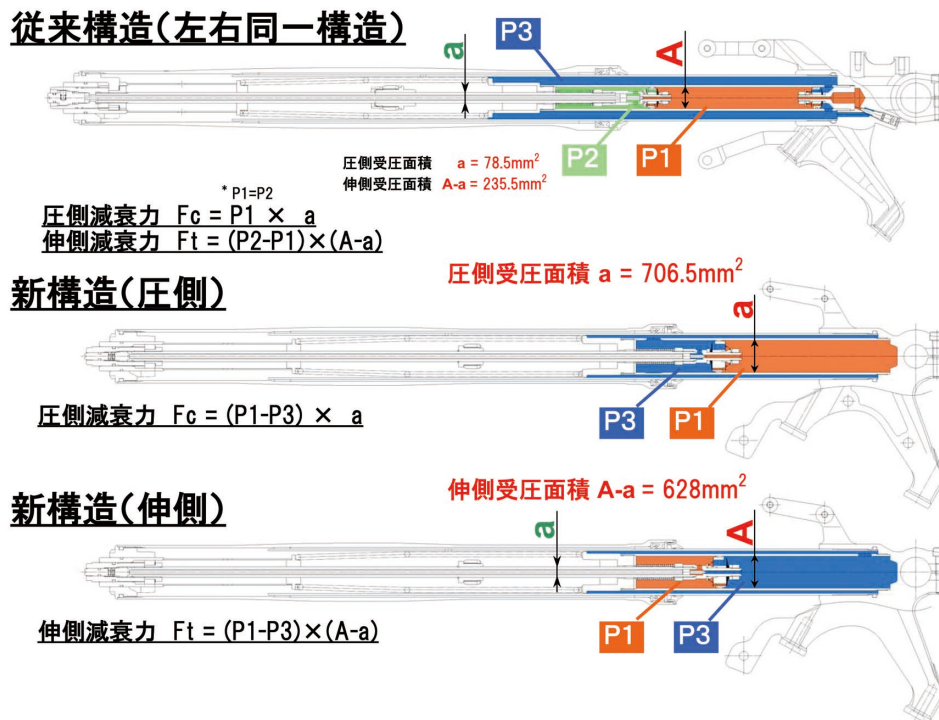 従来構造(左右同一構造)
P3
a
A
P2
P1
圧側受圧面積 a = 78.5mm²
伸側受圧面積 A-a = 235.5mm²
* P1=P2
圧側減衰力 Fc = P1 × a
伸側減衰力 Ft = (P2-P1)×(A-a)
新構造(圧側)
圧側受圧面積 a = 706.5mm²
a
P3
P1
圧側減衰力 Fc = (P1-P3) × a
新構造(伸側)
伸側受圧面積 A-a = 628mm²
a
A
P1
P3
伸側減衰力 Ft = (P1-P3)×(A-a)